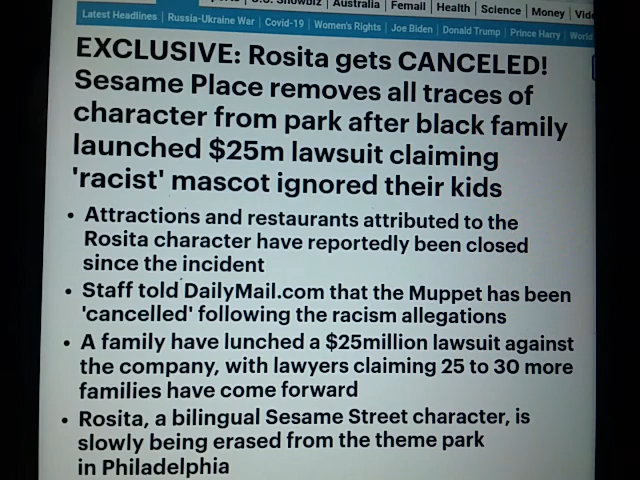 U.S. Showbiz | Australia | Femail | Health | Science | Money |
Latest Headlines | Russia-Ukraine War | Covid-19 | Women's Rights | Joe Biden | Donald Trump | Prince Harry | World
EXCLUSIVE: Rosita gets CANCELED!
Sesame Place removes all traces of
character from park after black family
launched $25m lawsuit claiming
'racist' mascot ignored their kids
• Attractions and restaurants attributed to the
Rosita character have reportedly been closed
since the incident
• Staff told DailyMail.com that the Muppet has been
'cancelled' following the racism allegations
• A family have lunched a $25million lawsuit against
the company, with lawyers claiming 25 to 30 more
families have come forward
• Rosita, a bilingual Sesame Street character, is
slowly being erased from the theme park
in Philadelphia